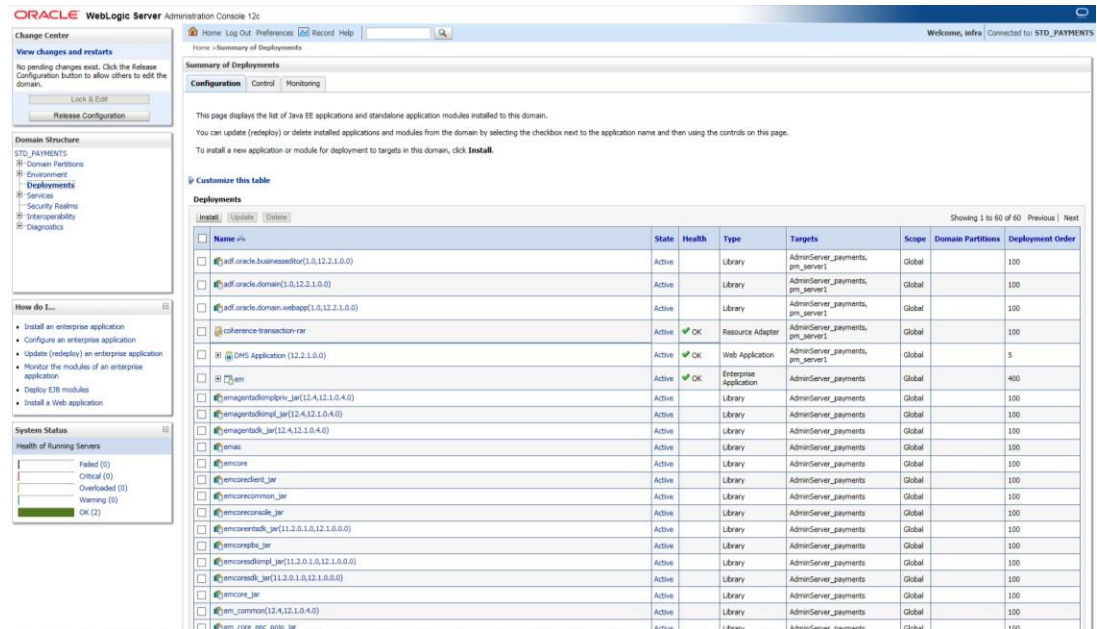 ORACLE WebLogic Server Administration Console 12c
Change Center
View changes and restarts
No pending changes exist. Click the Release
Configuration button to allow others to edit the
domain.
Lock & Edit
Release Configuration
Domain Structure
STD_PAYMENTS
Domain Partitions
Environment
Deployments
Services
Security Realms
Interoperability
Diagnostics
How do I...
Install an enterprise application
Configure an enterprise application
Update (redeploy) an enterprise application
Monitor the modules of an enterprise
application
Deploy EJB modules
Install a Web application
System Status
Health of Running Servers
Failed (0)
Critical (0)
Overloaded (0)
Warning (0)
OK (2)
Home Log Out Preferences Record Help
Welcome, infra Connected to: STD_PAYMENTS
Home >Summary of Deployments
Summary of Deployments
Configuration Control Monitoring
This page displays the list of Java EE applications and standalone application modules installed to this domain.
You can update (redeploy) or delete installed applications and modules from the domain by selecting the checkbox next to the application name and then using the controls on this page.
To install a new application or module for deployment to targets in this domain, click Install.
Customize this table
Deployments
Install Update Delete Showing 1 to 60 of 60 Previous | Next
Name State Health Type Targets Scope Domain Partitions Deployment Order
adf.oracle.businesseditor(1.0,12.2.1.0.0) Active Library AdminServer_payments, pm_server1 Global 100
adf.oracle.domain(1.0,12.2.1.0.0) Active Library AdminServer_payments, pm_server1 Global 100
adf.oracle.domain.webapp(1.0,12.2.1.0.0) Active Library AdminServer_payments, pm_server1 Global 100
coherence-transaction-rar Active OK Resource Adapter AdminServer_payments, pm_server1 Global 100
DMS Application (12.2.1.0.0) Active OK Web Application AdminServer_payments, pm_server1 Global 5
em Active OK Enterprise Application AdminServer_payments Global 400
emagentsdkimplpriv_jar(12.4,12.1.0.4.0) Active Library AdminServer_payments Global 100
emagentsdkimpl_jar(12.4,12.1.0.4.0) Active Library AdminServer_payments Global 100
emagentsdk_jar(12.4,12.1.0.4.0) Active Library AdminServer_payments Global 100
emas Active Library AdminServer_payments Global 100
emcore Active Library AdminServer_payments Global 100
emcoreclient_jar Active Library AdminServer_payments Global 100
emcorecommon_jar Active Library AdminServer_payments Global 100
emcoreconsole_jar Active Library AdminServer_payments Global 100
emcoreintsdk_jar(11.2.0.1.0,12.1.0.0.0) Active Library AdminServer_payments Global 100
emcorepbs_jar Active Library AdminServer_payments Global 100
emcoresdkimpl_jar(11.2.0.1.0,12.1.0.0.0) Active Library AdminServer_payments Global 100
emcoresdk_jar(11.2.0.1.0,12.1.0.0.0) Active Library AdminServer_payments Global 100
emcore_jar Active Library AdminServer_payments Global 100
em_common(12.4,12.1.0.4.0) Active Library AdminServer_payments Global 100
em_core_ppc_pojo_jar Active Library AdminServer_payments Global 100